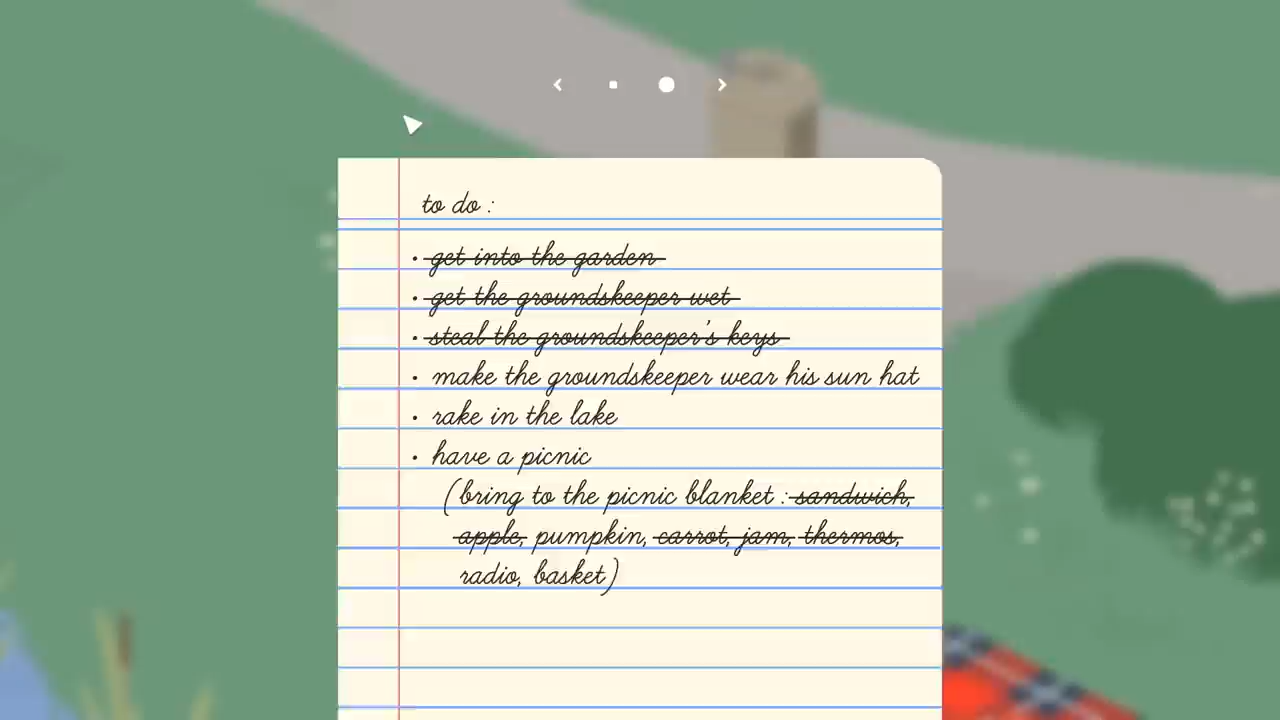 to do :
• get into the garden
• get the groundskeeper wet
• steal the groundskeeper's keys
• make the groundskeeper wear his sun hat
• rake in the lake
• have a picnic
(bring to the picnic blanket : sandwich,
apple, pumpkin, carrot, jam, thermos,
radio, basket)